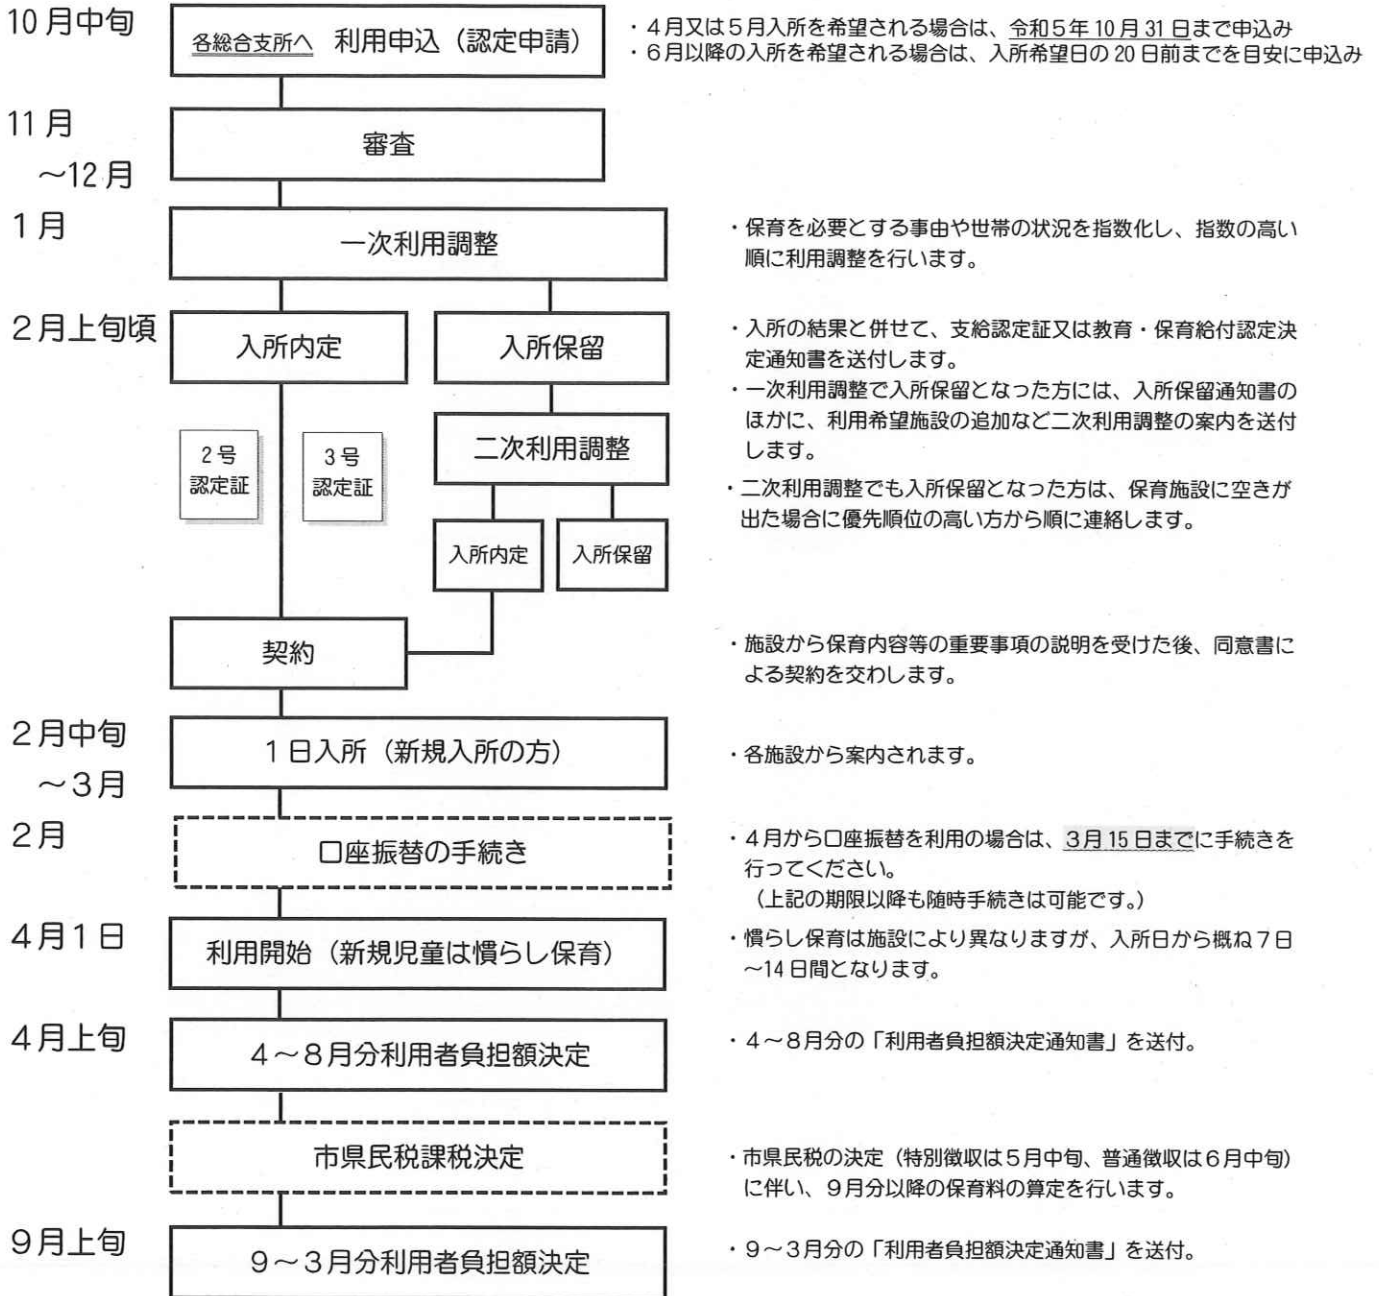 10月中旬
各総合支所へ 利用申込（認定申請）
・４月又は５月入所を希望される場合は、令和５年10月31日まで申込み
・６月以降の入所を希望される場合は、入所希望日の20日前までを目安に申込み
11月
～12月
審査
１月
一次利用調整
・保育を必要とする事由や世帯の状況を指数化し、指数の高い
順に利用調整を行います。
２月上旬頃
入所内定
入所保留
・入所の結果と併せて、支給認定証又は教育・保育給付認定決
定通知書を送付します。
・一次利用調整で入所保留となった方には、入所保留通知書の
ほかに、利用希望施設の追加など二次利用調整の案内を送付
します。
２号
認定証
３号
認定証
二次利用調整
・二次利用調整でも入所保留となった方は、保育施設に空きが
出た場合に優先順位の高い方から順に連絡します。
入所内定
入所保留
契約
・施設から保育内容等の重要事項の説明を受けた後、同意書に
よる契約を交わします。
２月中旬
～３月
１日入所（新規入所の方）
・各施設から案内されます。
２月
口座振替の手続き
・４月から口座振替を利用の場合は、３月15日までに手続きを
行ってください。
（上記の期限以降も随時手続きは可能です。）
４月１日
利用開始（新規児童は慣らし保育）
・慣らし保育は施設により異なりますが、入所日から概ね７日
～14日間となります。
４月上旬
４～８月分利用者負担額決定
・４～８月分の「利用者負担額決定通知書」を送付。
市県民税課税決定
・市県民税の決定（特別徴収は５月中旬、普通徴収は６月中旬）
に伴い、９月分以降の保育料の算定を行います。
９月上旬
９～３月分利用者負担額決定
・９～３月分の「利用者負担額決定通知書」を送付。